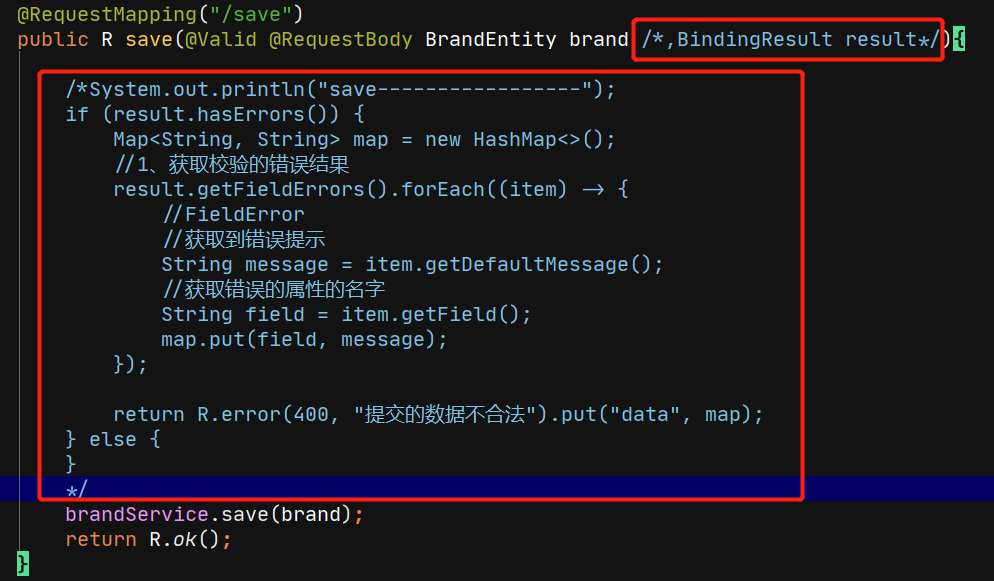 @RequestMapping("/save")
public R save(@Valid @RequestBody BrandEntity brand /*,BindingResult result*/){
/*System.out.println("save-----------------");
if (result.hasErrors()) {
Map<String, String> map = new HashMap<>();
//1、获取校验的错误结果
result.getFieldErrors().forEach((item) -> {
//FieldError
//获取到错误提示
String message = item.getDefaultMessage();
//获取错误的属性的名字
String field = item.getField();
map.put(field, message);
});
return R.error(400, "提交的数据不合法").put("data", map);
} else {
}
*/
brandService.save(brand);
return R.ok();
}